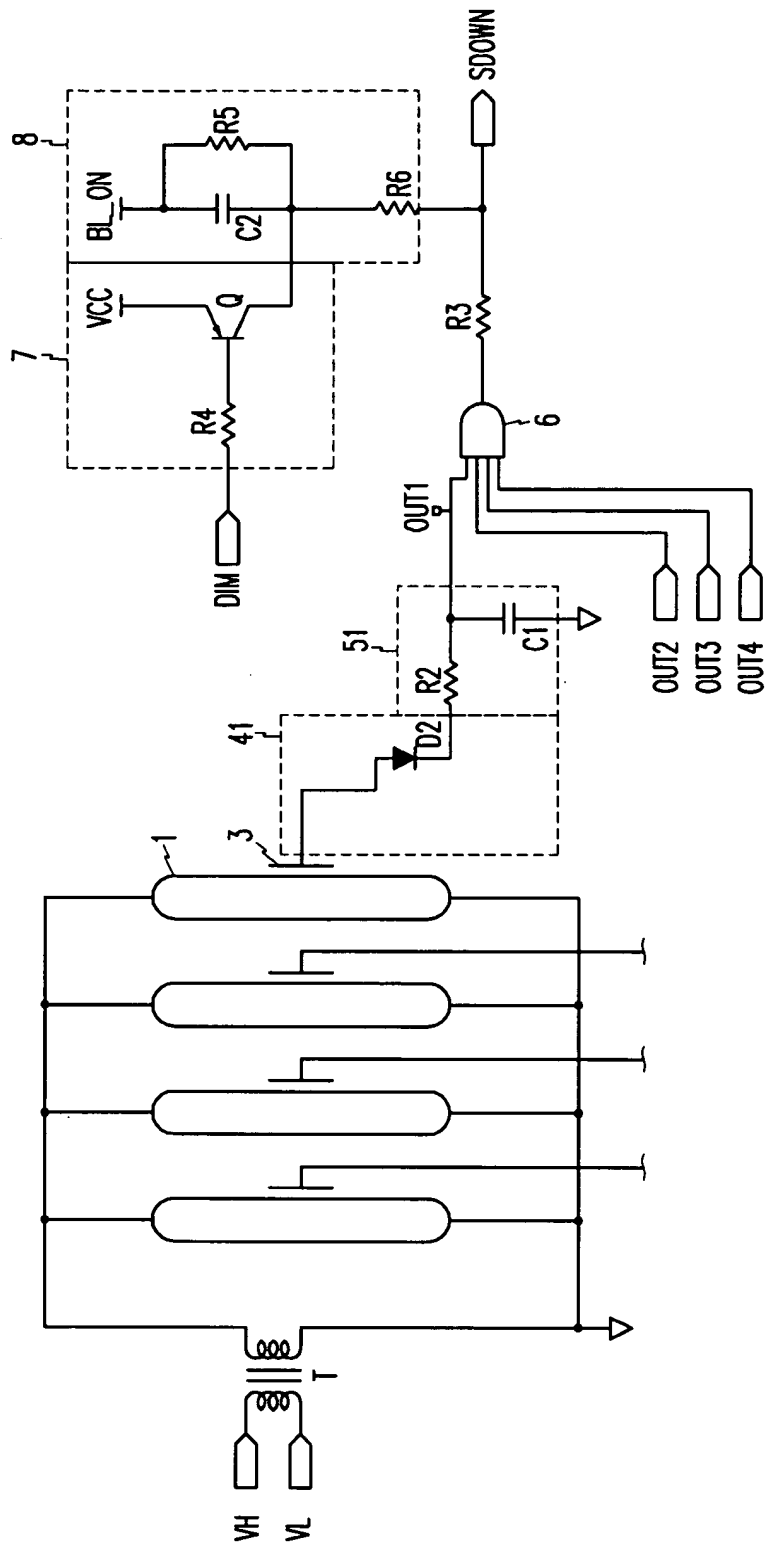 8
BL_ON
R5
C2
7
VCC
Q
R4
DIM
R6
SDOWN
R3
6
OUT1
OUT2
OUT3
OUT4
51
R2
C1
41
D2
3
1
T
VH
VL